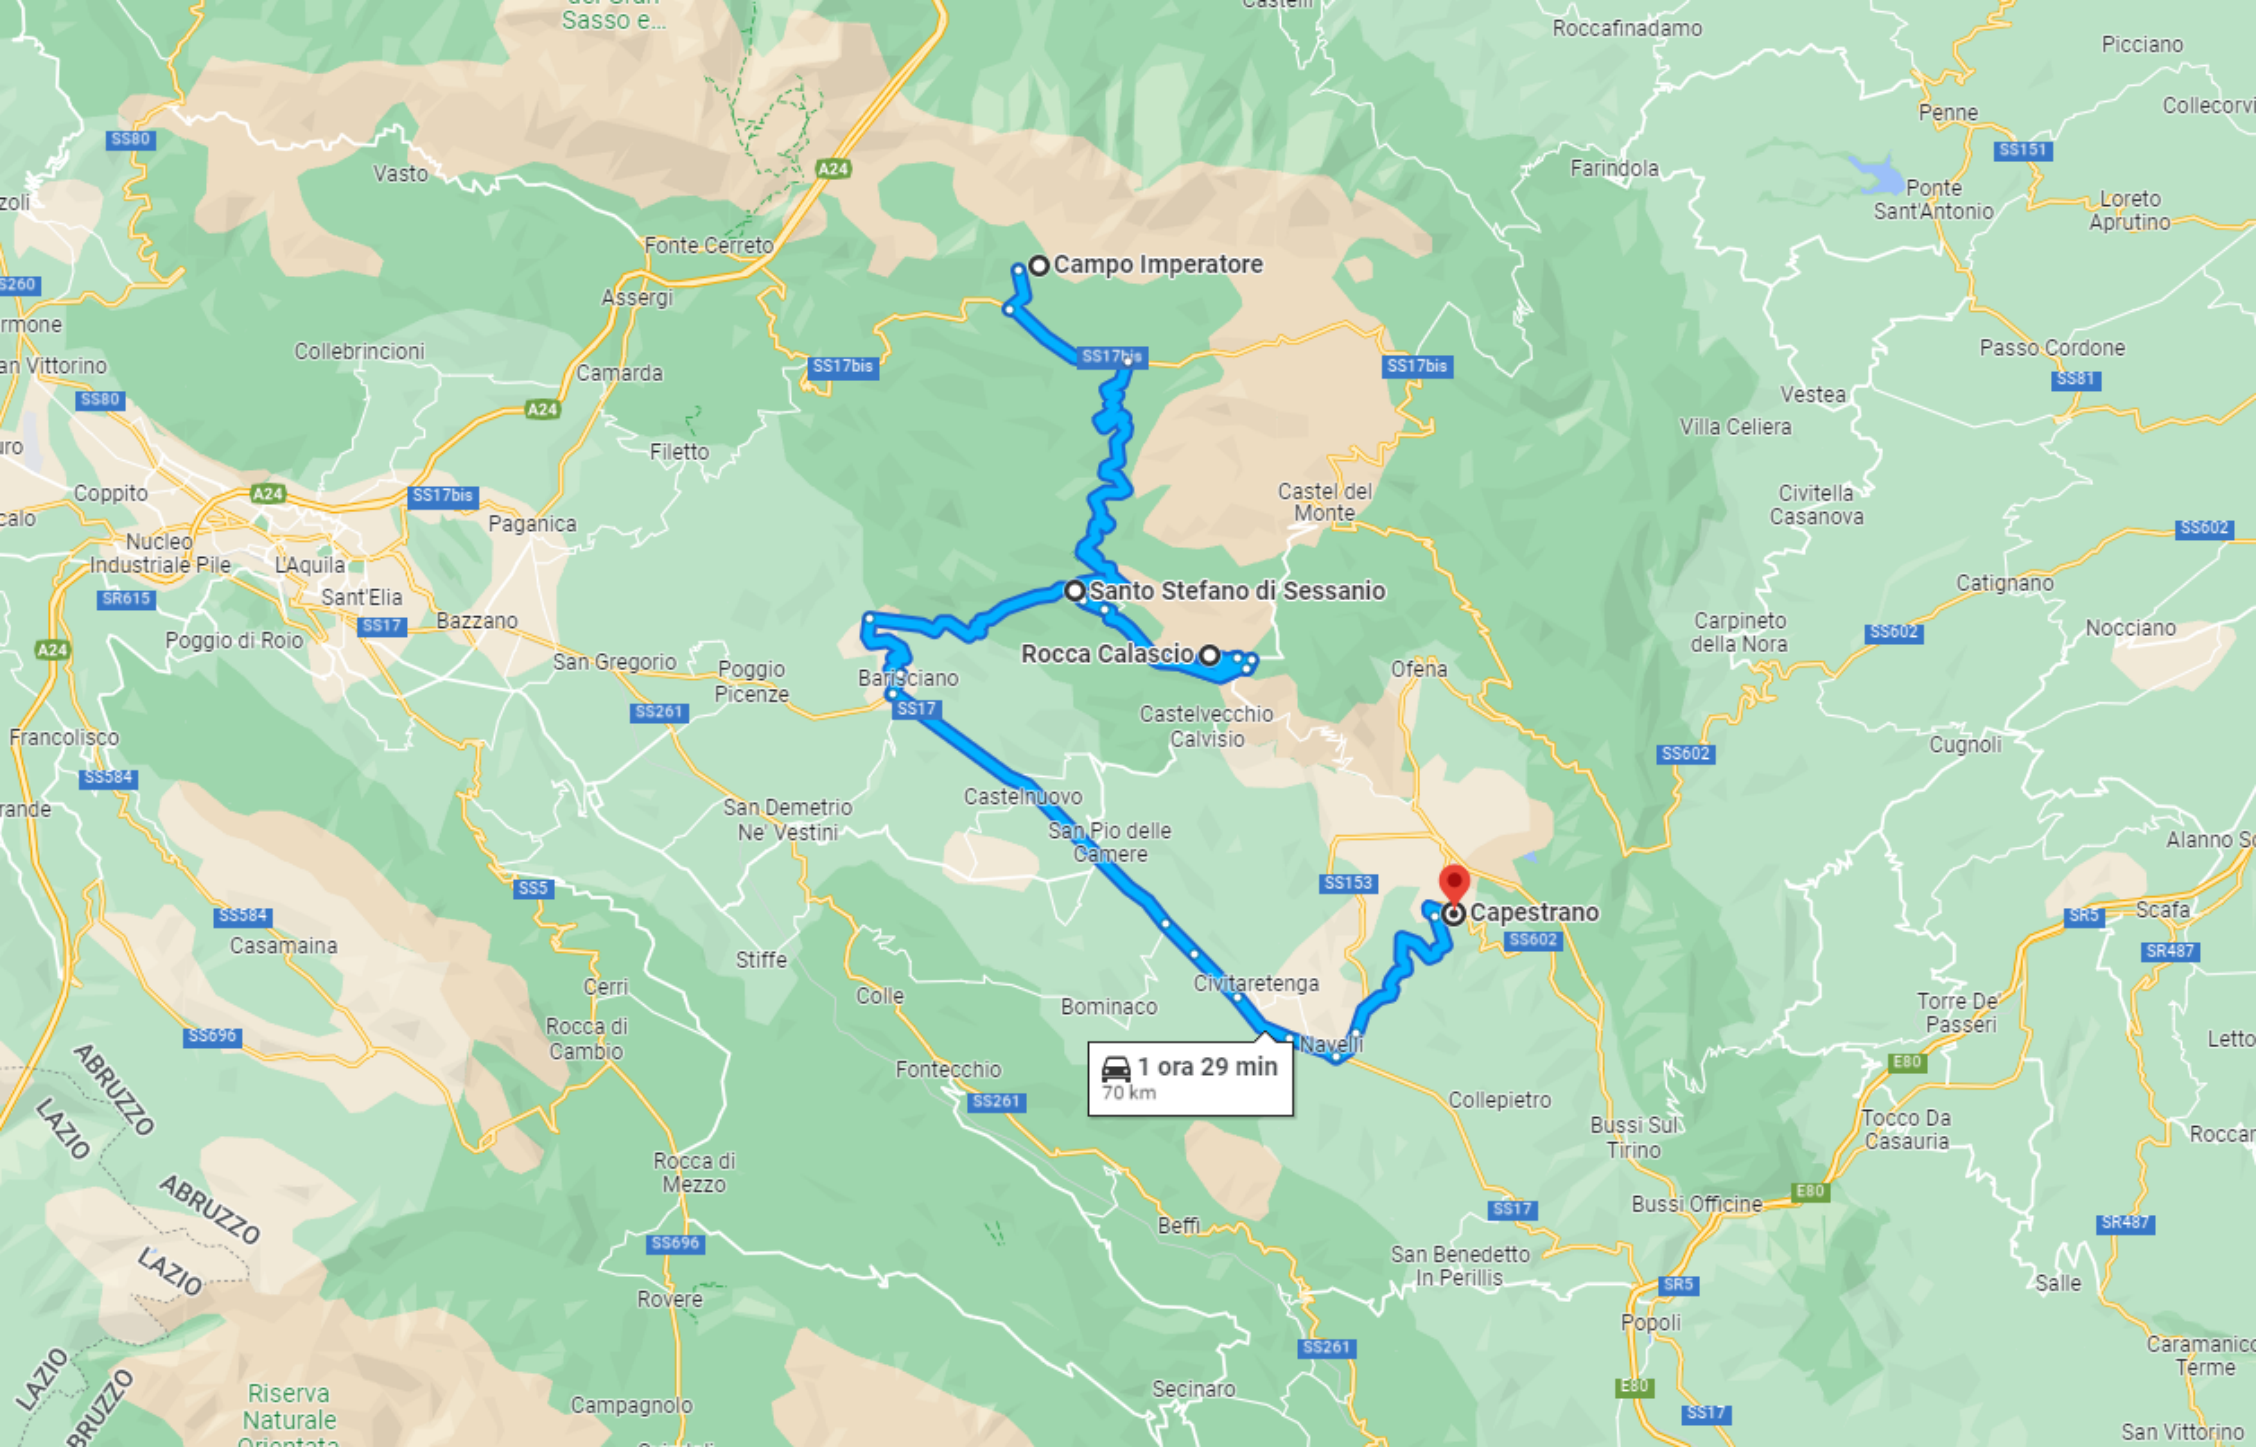 del Gran
Sasso e...
Castelli
Roccafinadamo
Picciano
Penne
Collecorvi
SS80
A24
SS151
Vasto
Farindola
Ponte
Sant'Antonio
Loreto
Aprutino
zoli
Fonte Cerreto
Campo Imperatore
S260
Assergi
rmone
Collebrincioni
an Vittorino
SS17bis
SS17bis
SS17bis
Passo Cordone
SS81
Camarda
SS80
A24
Vestea
Villa Celiera
uro
Filetto
Coppito
A24
SS17bis
Castel del
Monte
Civitella
Casanova
calo
Paganica
SS602
Nucleo
Industriale Pile
L'Aquila
Santo Stefano di Sessanio
Catignano
SR615
Sant'Elia
SS17
Bazzano
Carpineto
della Nora
SS602
Nocciano
Poggio di Roio
A24
San Gregorio
Poggio
Picenze
Barisciano
Rocca Calascio
Ofena
SS261
SS17
Castelvecchio
Calvisio
Francolisco
SS602
Cugnoli
SS584
rande
Castelnuovo
San Demetrio
Ne' Vestini
San Pio delle
Camere
Alanno Sc
SS5
SS153
SS584
Capestrano
SR5
Scafa
Casamaina
SS602
SR487
Stiffe
Civitaretenga
Cerri
Colle
Bominaco
Torre De'
Passeri
SS696
Rocca di
Cambio
Navelli
Letto
ABRUZZO
LAZIO
Fontecchio
1 ora 29 min
70 km
E80
SS261
Collepietro
Bussi Sul
Tirino
Tocco Da
Casauria
Roccar
Rocca di
Mezzo
ABRUZZO
LAZIO
Beffi
SS17
Bussi Officine
E80
SR487
SS696
San Benedetto
In Perillis
SR5
Salle
Rovere
Popoli
SS261
Caramanico
Terme
LAZIO
BRUZZO
Riserva
Naturale
Orientata
Campagnolo
Secinaro
E80
SS17
San Vittorino